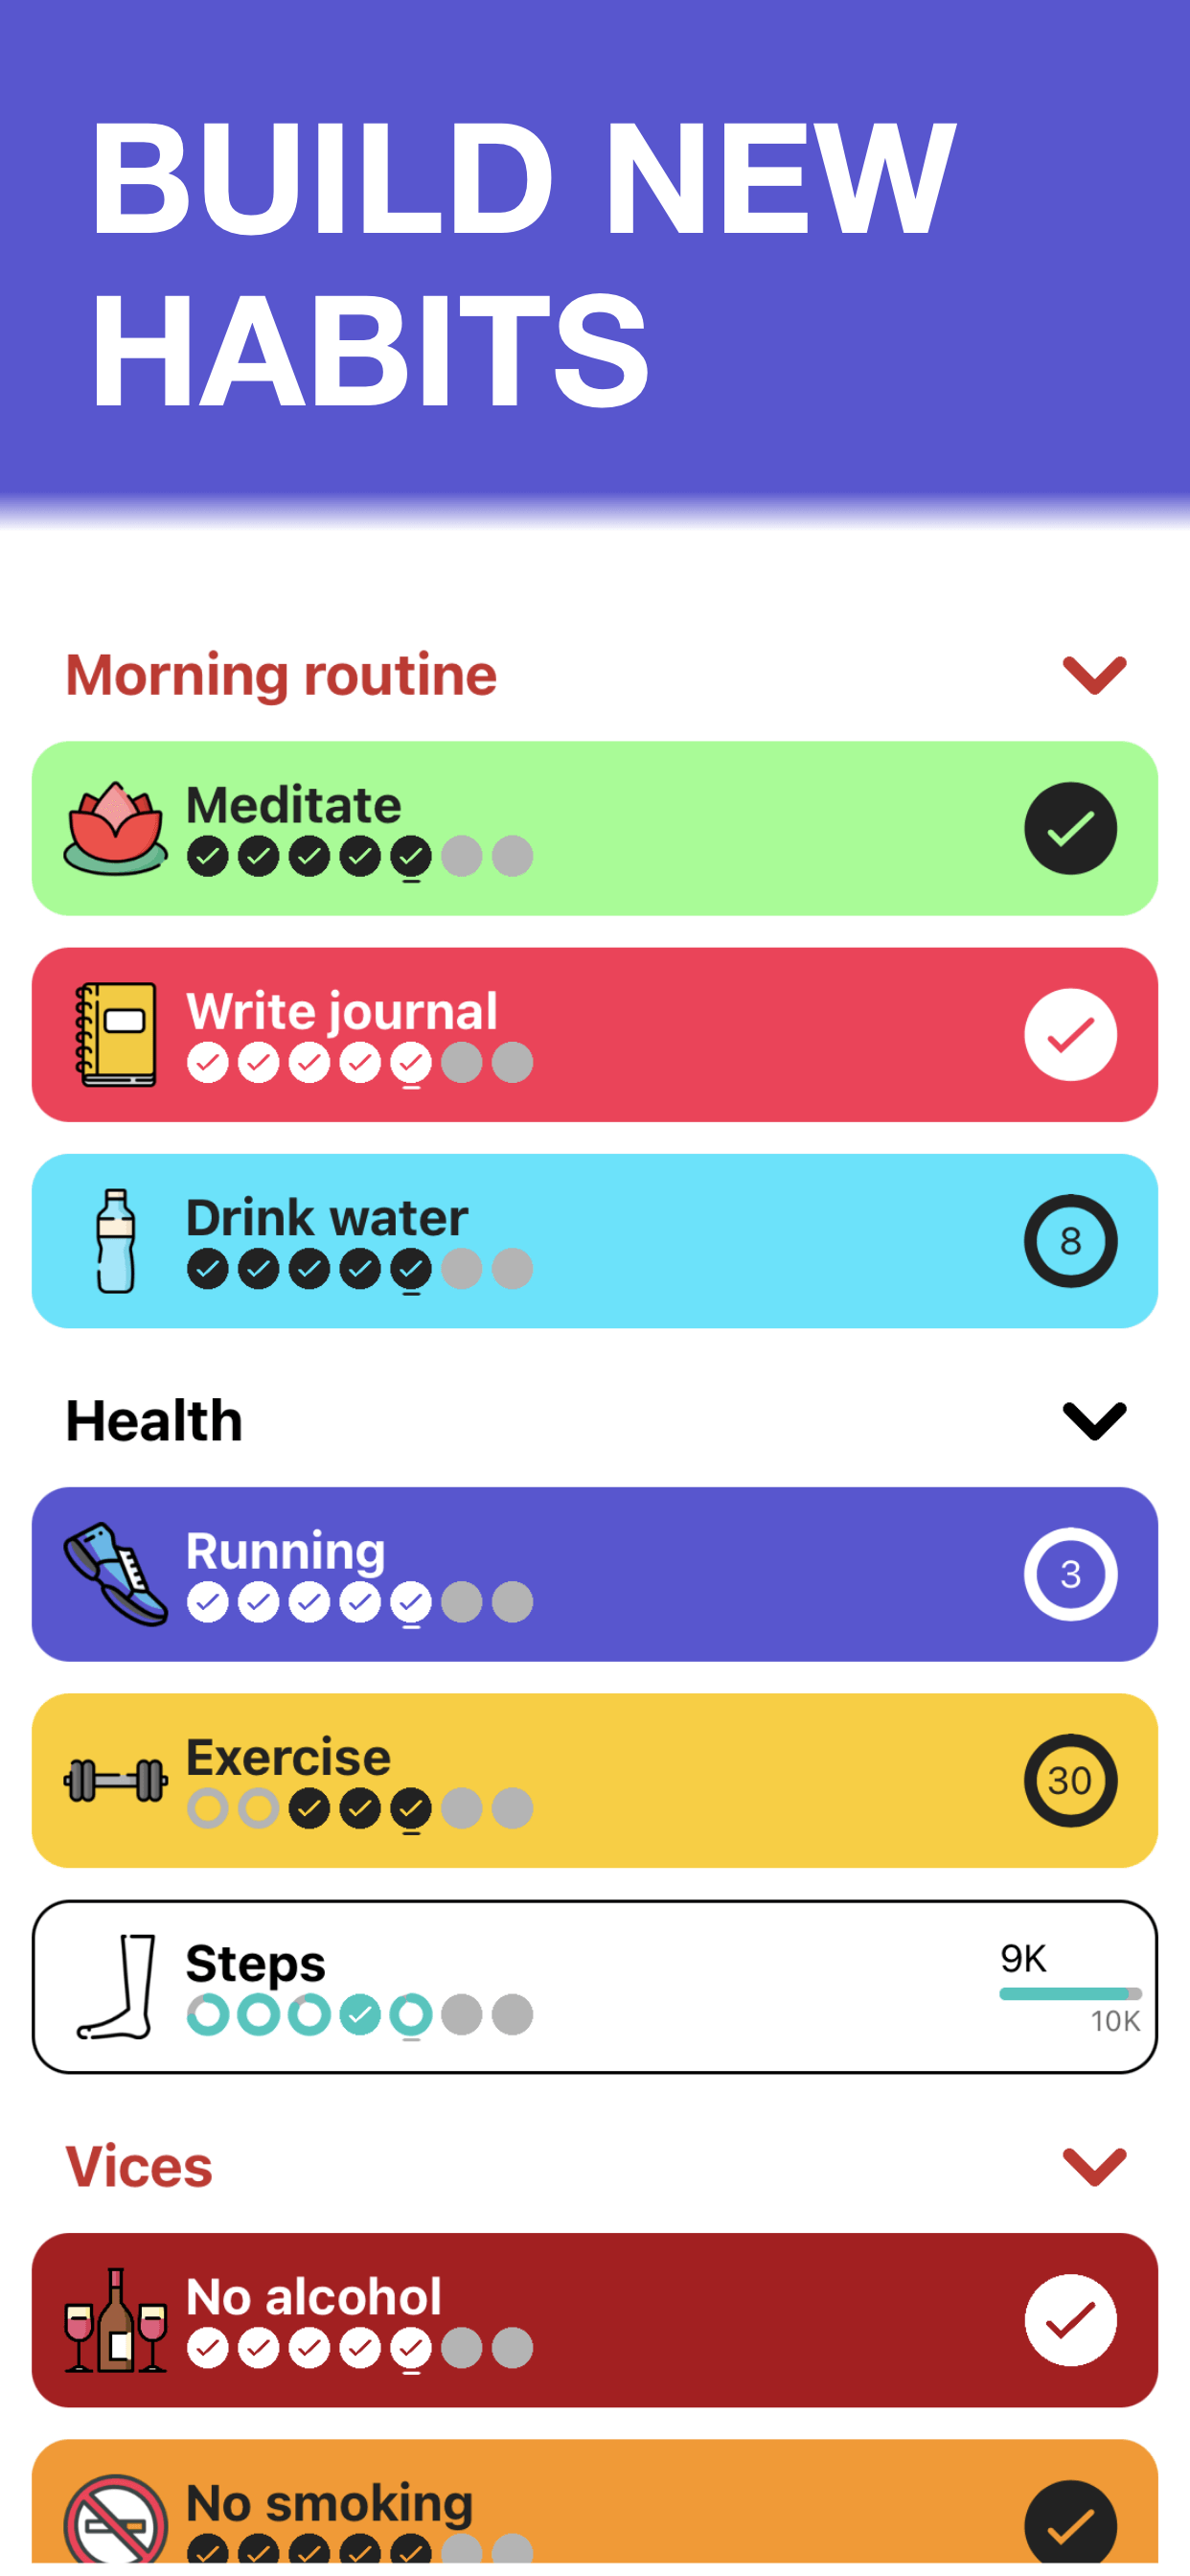 BUILD NEW
HABITS
Morning routine
Meditate
Write journal
Drink water
8
Health
Running
3
Exercise
30
Steps
9K
10K
Vices
No alcohol
No smoking